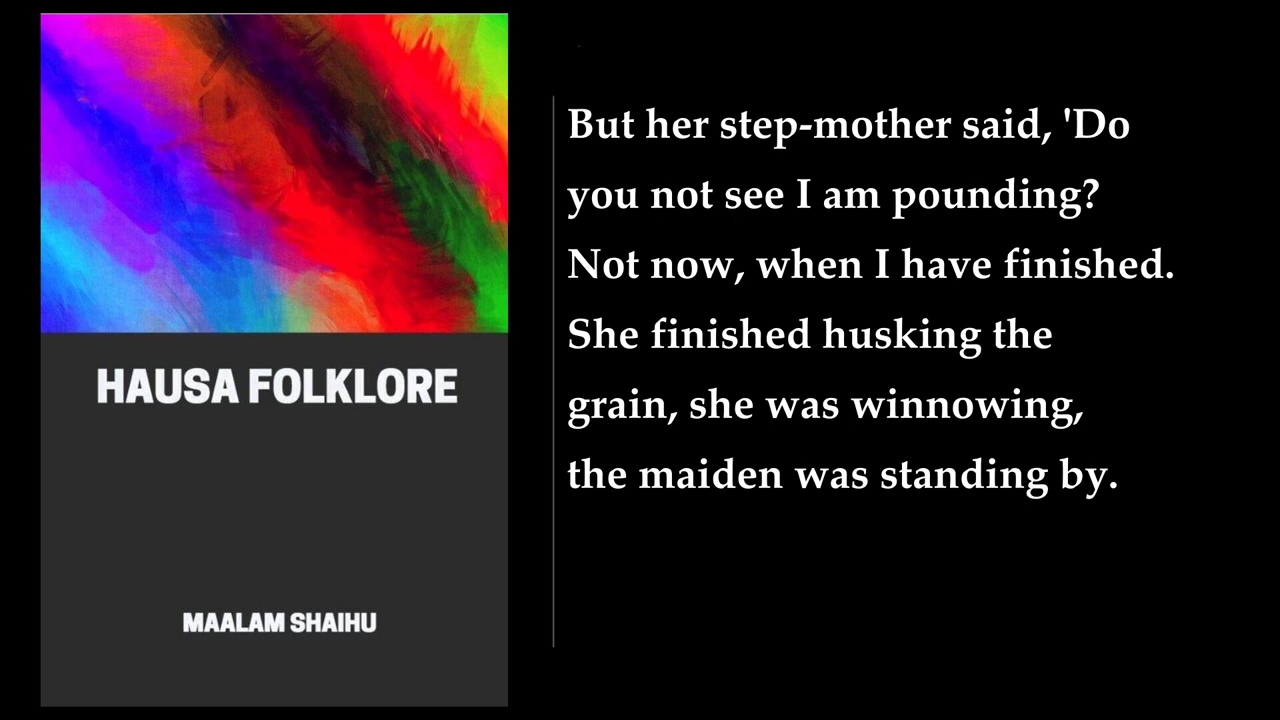 HAUSA FOLKLORE
MAALAM SHAIHU
But her step-mother said, 'Do
you not see I am pounding?
Not now, when I have finished.
She finished husking the
grain, she was winnowing,
the maiden was standing by.